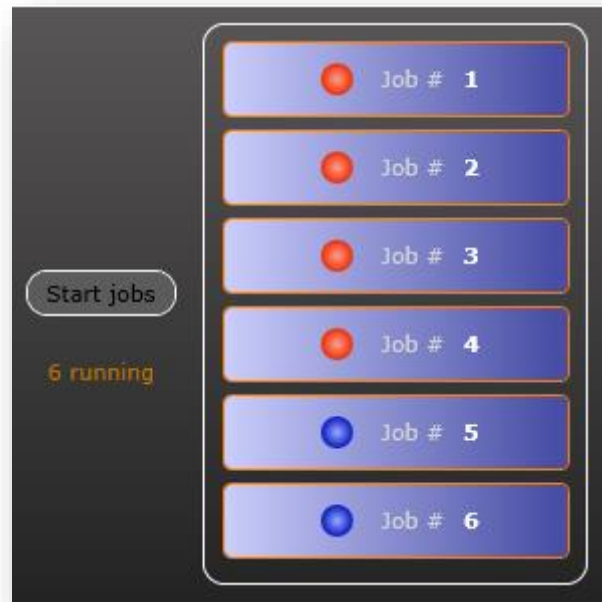 Job # 1
Job # 2
Job # 3
Start jobs
Job # 4
6 running
Job # 5
Job # 6